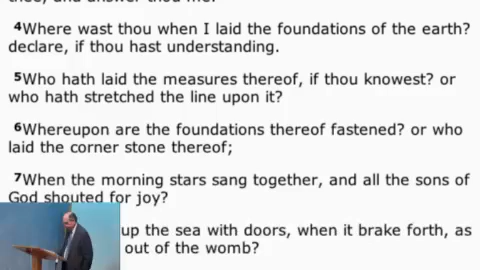 thee, and answer thou me.
4Where wast thou when I laid the foundations of the earth?
declare, if thou hast understanding.
5Who hath laid the measures thereof, if thou knowest? or
who hath stretched the line upon it?
6Whereupon are the foundations thereof fastened? or who
laid the corner stone thereof;
7When the morning stars sang together, and all the sons of
God shouted for joy?
up the sea with doors, when it brake forth, as
out of the womb?